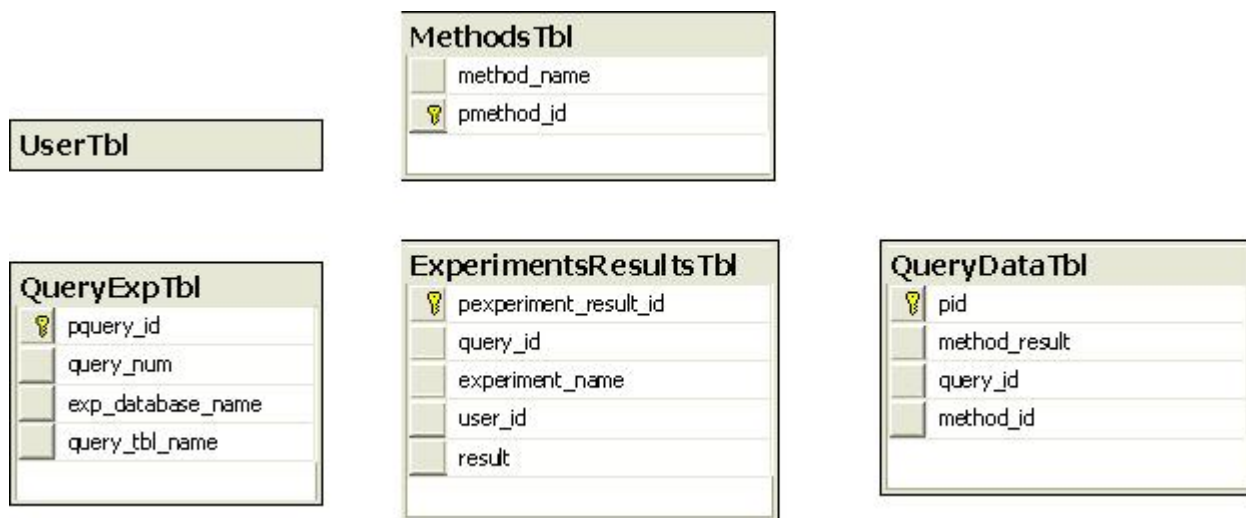 UserTbl
MethodsTbl
method_name
pmethod_id
QueryExpTbl
pquery_id
query_num
exp_database_name
query_tbl_name
ExperimentsResultsTbl
pexperiment_result_id
query_id
experiment_name
user_id
result
QueryDataTbl
pid
method_result
query_id
method_id